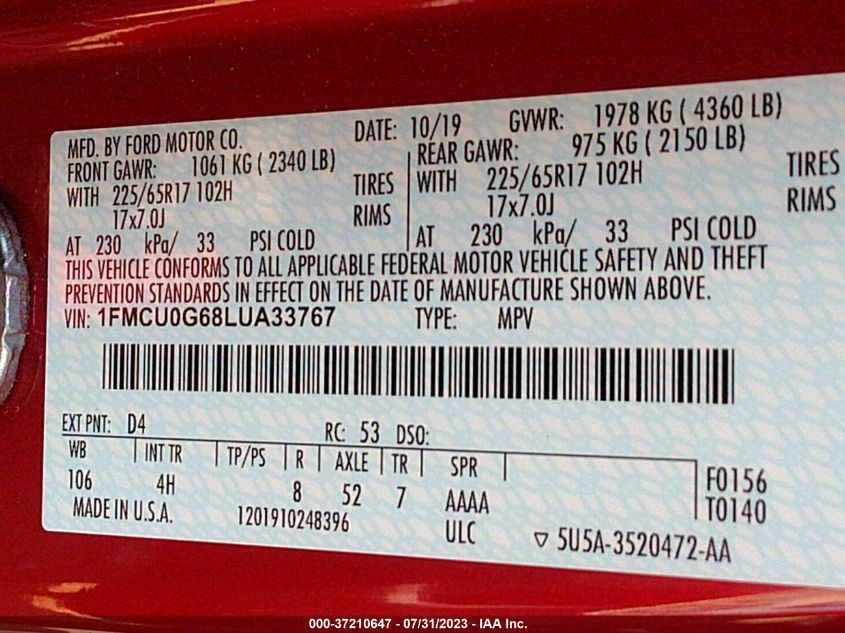 MFD. BY FORD MOTOR CO. DATE: 10/19 GVWR: 1978 KG ( 4360 LB)
FRONT GAWR: 1061 KG ( 2340 LB) REAR GAWR: 975 KG ( 2150 LB)
WITH 225/65R17 102H TIRES WITH 225/65R17 102H TIRES
17x7.0J RIMS 17x7.0J RIMS
AT 230 kPa/ 33 PSI COLD AT 230 kPa/ 33 PSI COLD
THIS VEHICLE CONFORMS TO ALL APPLICABLE FEDERAL MOTOR VEHICLE SAFETY AND THEFT
PREVENTION STANDARDS IN EFFECT ON THE DATE OF MANUFACTURE SHOWN ABOVE.
VIN: 1FMCU0G68LUA33767 TYPE: MPV
EXT PNT: D4 RC: 53 DSO:
WB INT TR TP/PS R AXLE TR SPR
106 4H 8 52 7 AAAA F0156
MADE IN U.S.A. 1201910248396 ULC T0140
▽ 5U5A-3520472-AA
000-37210647 - 07/31/2023 - IAA Inc.